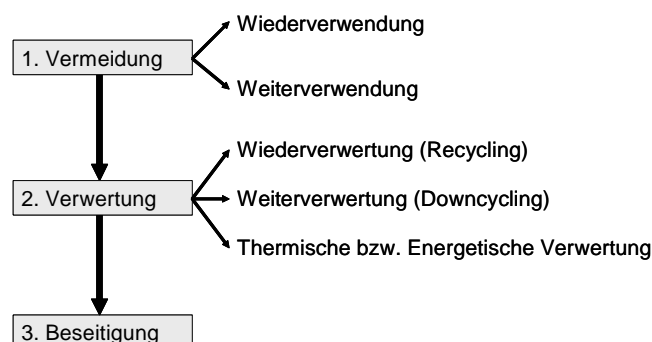 Wiederverwendung
1. Vermeidung
Weiterverwendung
Wiederverwertung (Recycling)
2. Verwertung
Weiterverwertung (Downcycling)
Thermische bzw. Energetische Verwertung
3. Beseitigung